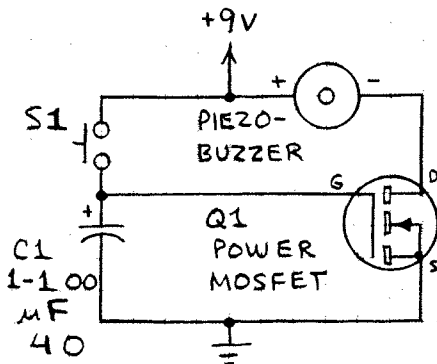 +9V
+ -
S1
PIEZO-
BUZZER
G D
+
Q1
POWER
MOSFET
S
C1
1-100
μF
40